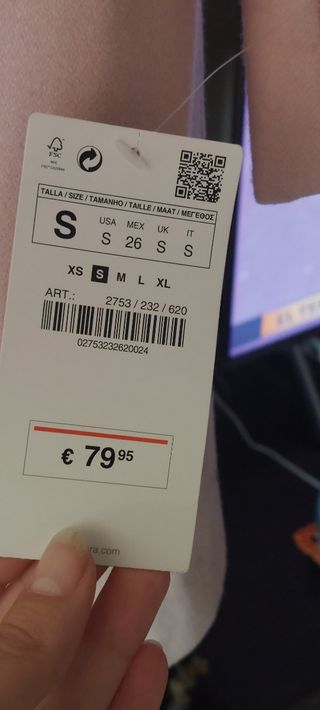 FSC
MIX
TALLA / SIZE / TAMANHO / TAILLE / MAAT / ΜΕΓΕΘΟΣ
S
USA MEX UK IT
S 26 S S
XS S M L XL
ART.: 2753 / 232 / 620
02753232620024
€ 79 95
ra.com